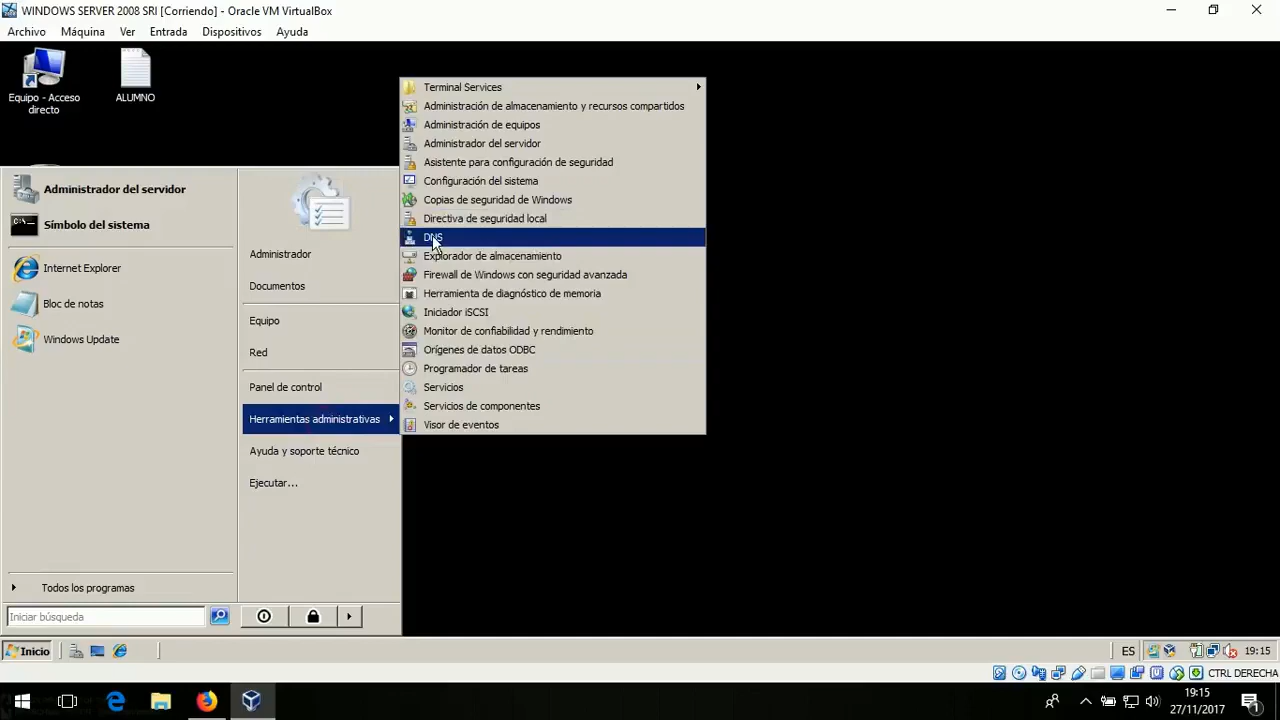 WINDOWS SERVER 2008 SRI [Corriendo] - Oracle VM VirtualBox
Archivo Máquina Ver Entrada Dispositivos Ayuda
Equipo - Acceso directo
ALUMNO
Administrador del servidor
Símbolo del sistema
Internet Explorer
Bloc de notas
Windows Update
Todos los programas
Iniciar búsqueda
Administrador
Documentos
Equipo
Red
Panel de control
Herramientas administrativas
Ayuda y soporte técnico
Ejecutar...
Terminal Services
Administración de almacenamiento y recursos compartidos
Administración de equipos
Administrador del servidor
Asistente para configuración de seguridad
Configuración del sistema
Copias de seguridad de Windows
Directiva de seguridad local
DNS
Explorador de almacenamiento
Firewall de Windows con seguridad avanzada
Herramienta de diagnóstico de memoria
Iniciador iSCSI
Monitor de confiabilidad y rendimiento
Orígenes de datos ODBC
Programador de tareas
Servicios
Servicios de componentes
Visor de eventos
Inicio
ES
19:15
CTRL DERECHA
19:15
27/11/2017